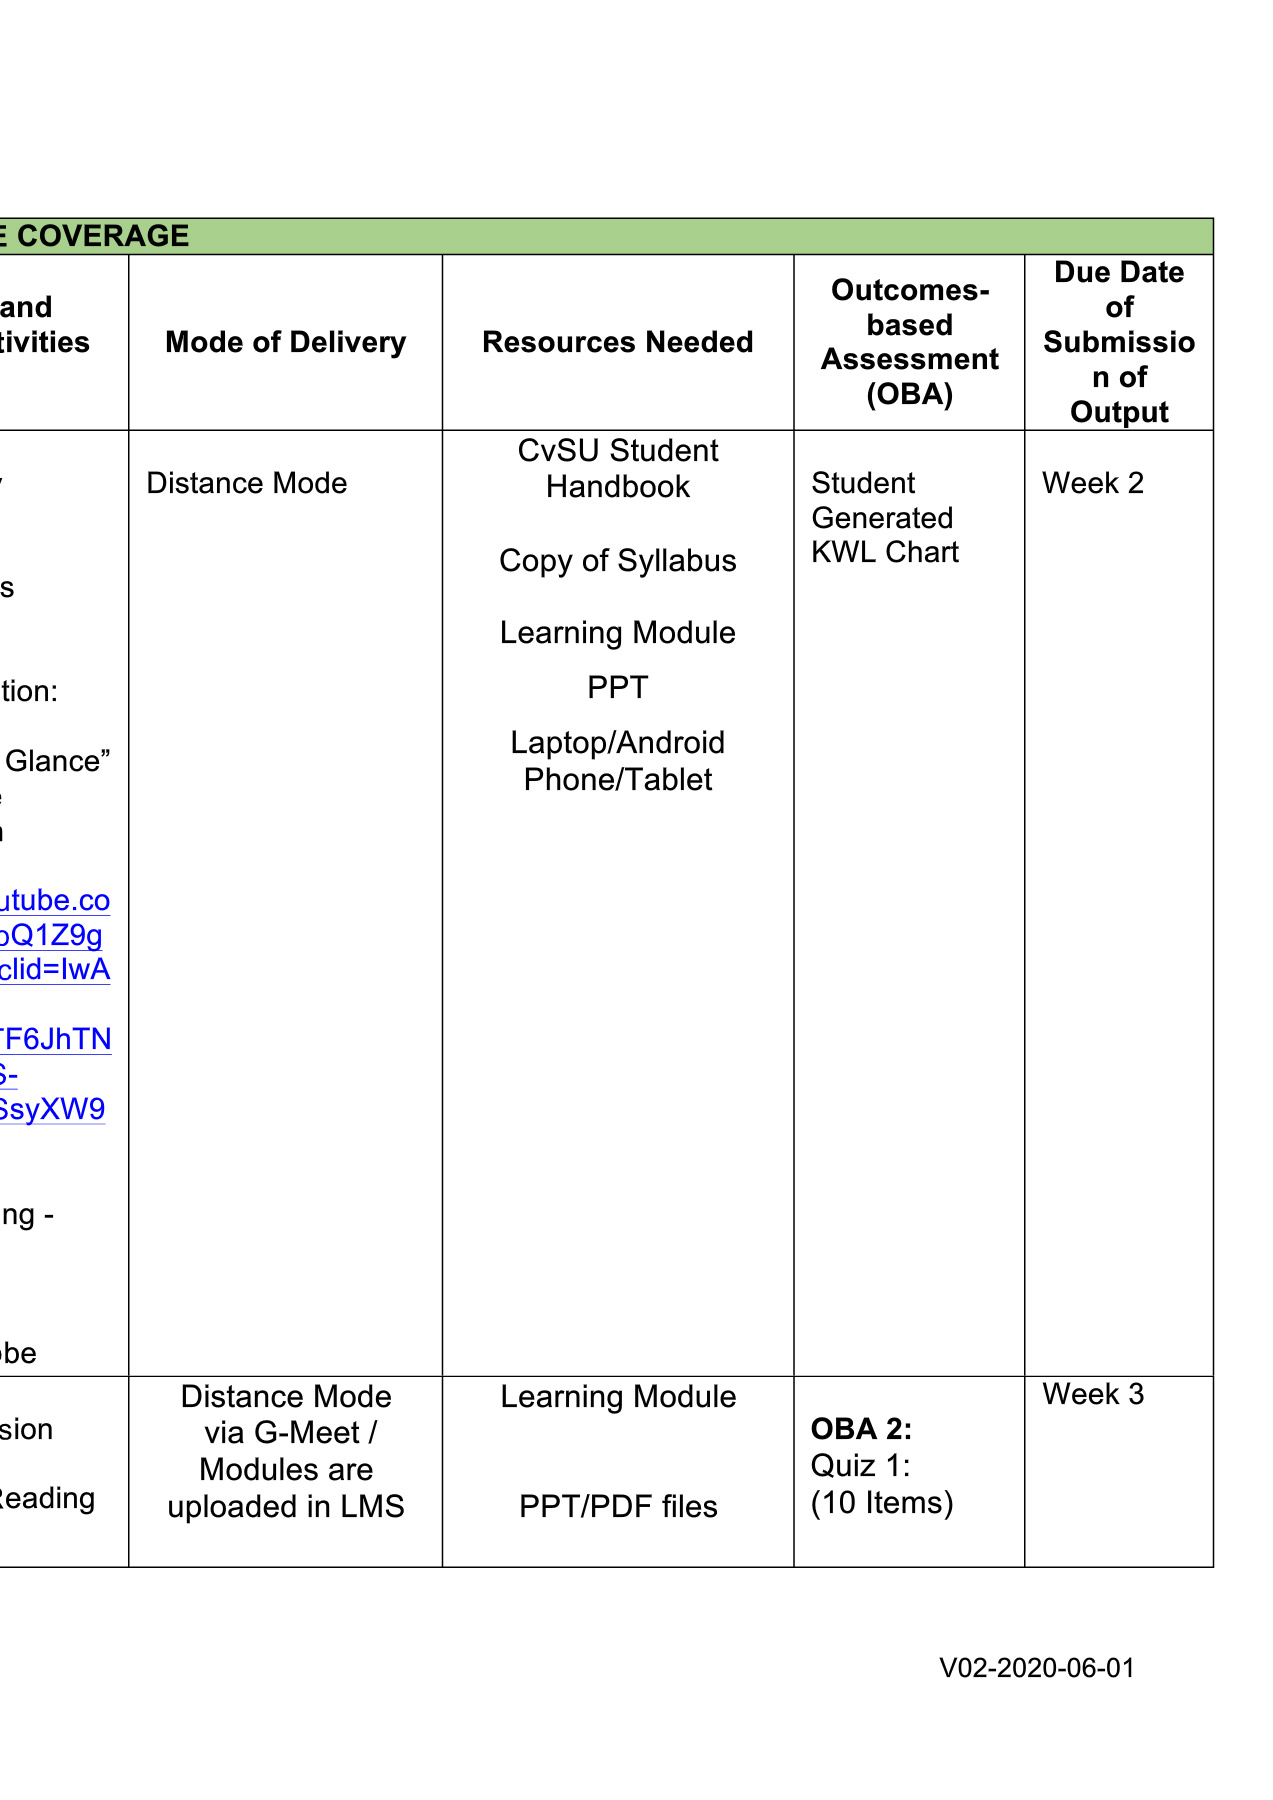 E COVERAGE
and
tivities
Mode of Delivery
Resources Needed
Outcomes-
based
Assessment
(OBA)
Due Date
of
Submissio
n of
Output
s
tion:
Glance”
utube.co
oQ1Z9g
clid=IwA
TF6JhTN
S-
SsyXW9
ng -
obe
Distance Mode
CvSU Student
Handbook
Copy of Syllabus
Learning Module
PPT
Laptop/Android
Phone/Tablet
Student
Generated
KWL Chart
Week 2
sion
Reading
Distance Mode
via G-Meet /
Modules are
uploaded in LMS
Learning Module
PPT/PDF files
OBA 2:
Quiz 1:
(10 Items)
Week 3
V02-2020-06-01